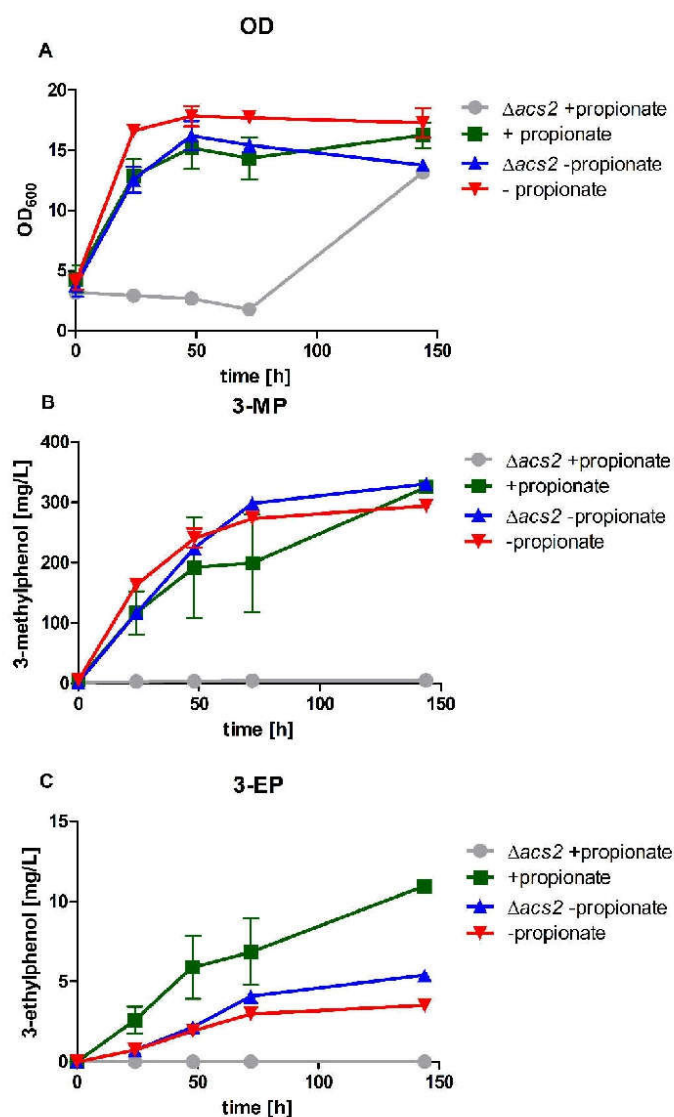 OD
A
20
15
10
5
0
OD600
0
50
100
150
time [h]
Δacs2 +propionate
+ propionate
Δacs2 -propionate
- propionate
B
3-MP
400
300
200
100
0
3-methylphenol [mg/L]
0
50
100
150
time [h]
Δacs2 +propionate
+propionate
Δacs2 -propionate
-propionate
C
3-EP
15
10
5
0
3-ethylphenol [mg/L]
0
50
100
150
time [h]
Δacs2 +propionate
+propionate
Δacs2 -propionate
-propionate